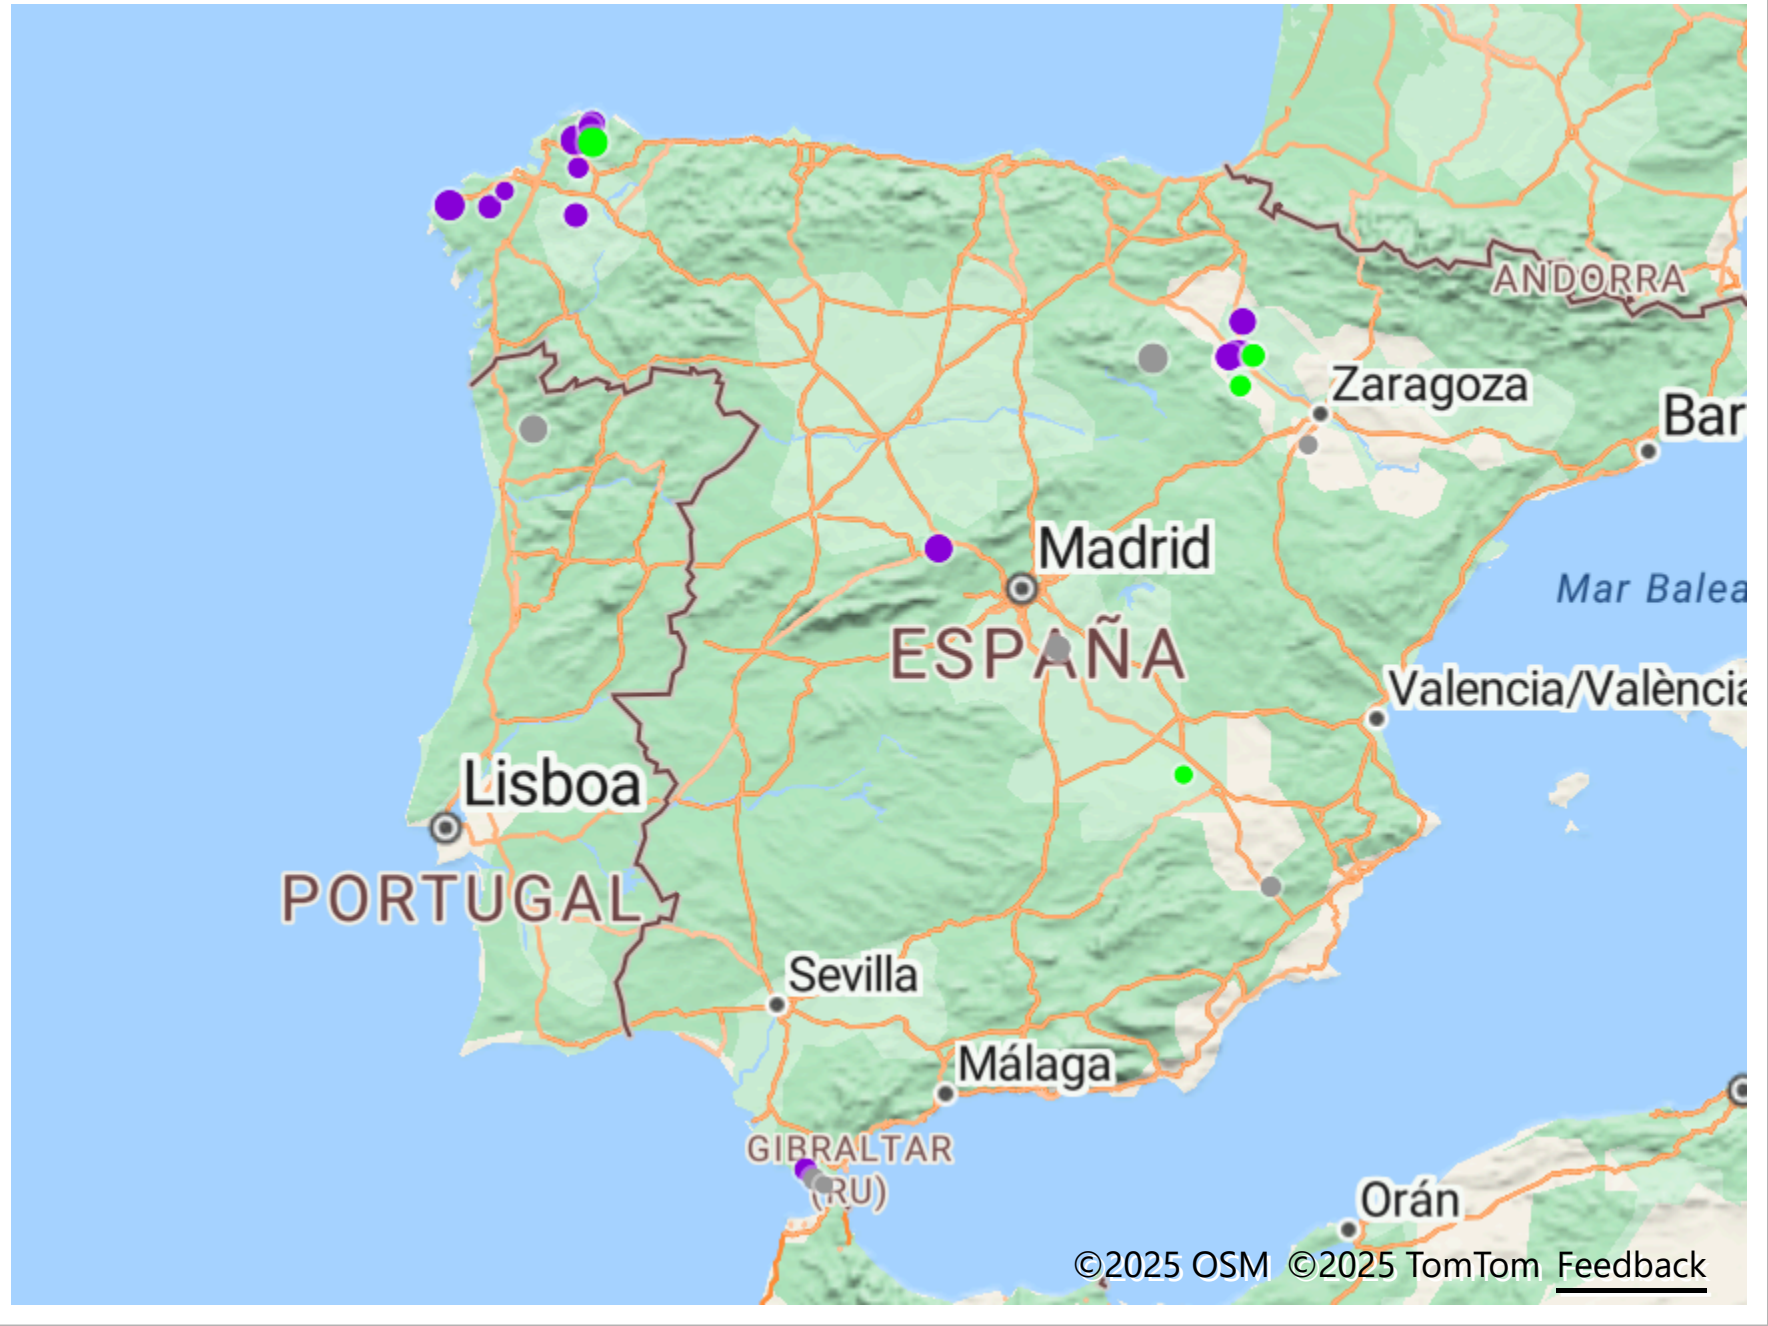 ANDORRA
Zaragoza
Bar
Madrid
Mar Balea
ESPAÑA
Valencia/València
Lisboa
PORTUGAL
Sevilla
Málaga
GIBRALTAR
(RU)
Orán
©2025 OSM ©2025 TomTom Feedback